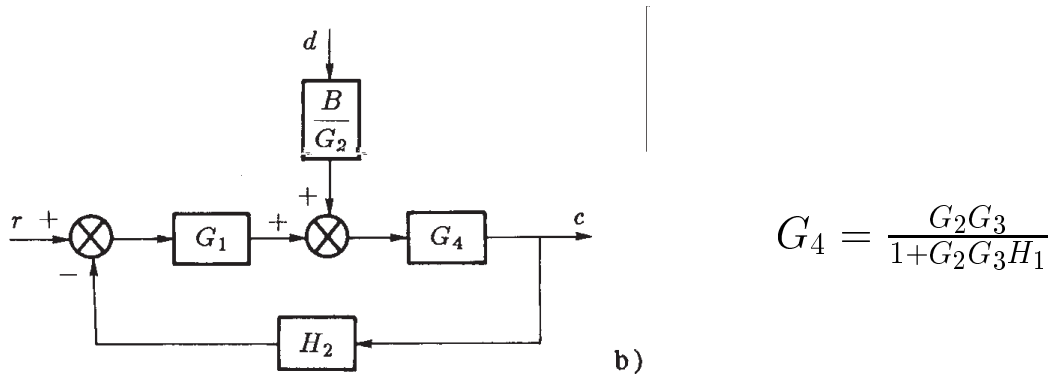 d
B
G2
+
r + G1 + G4 c
−
H2
b)
G4 = G2G3 / 1+G2G3H1